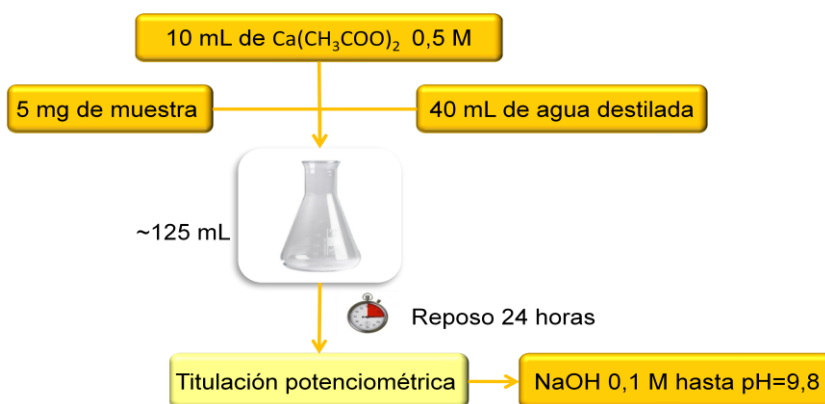 10 mL de Ca(CH₃COO)₂ 0,5 M
5 mg de muestra
40 mL de agua destilada
~125 mL
Reposo 24 horas
Titulación potenciométrica
NaOH 0,1 M hasta pH=9,8